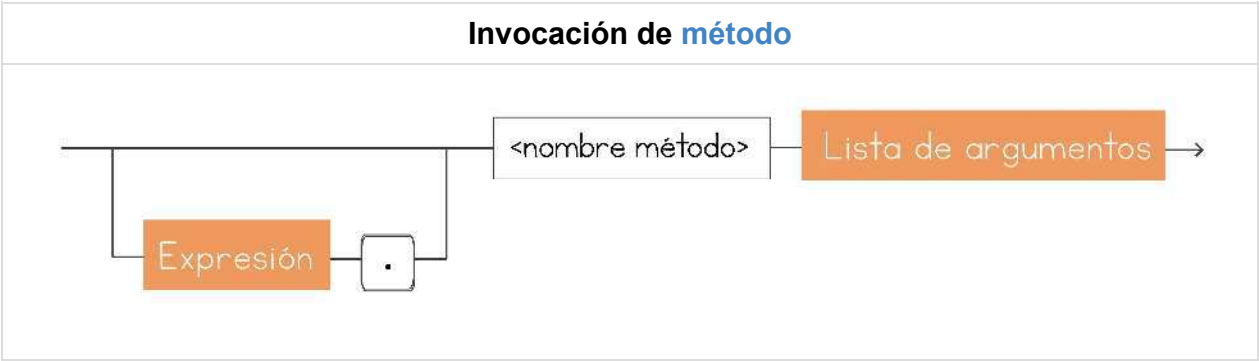 Invocación de método
<nombre método> Lista de argumentos
Expresión .